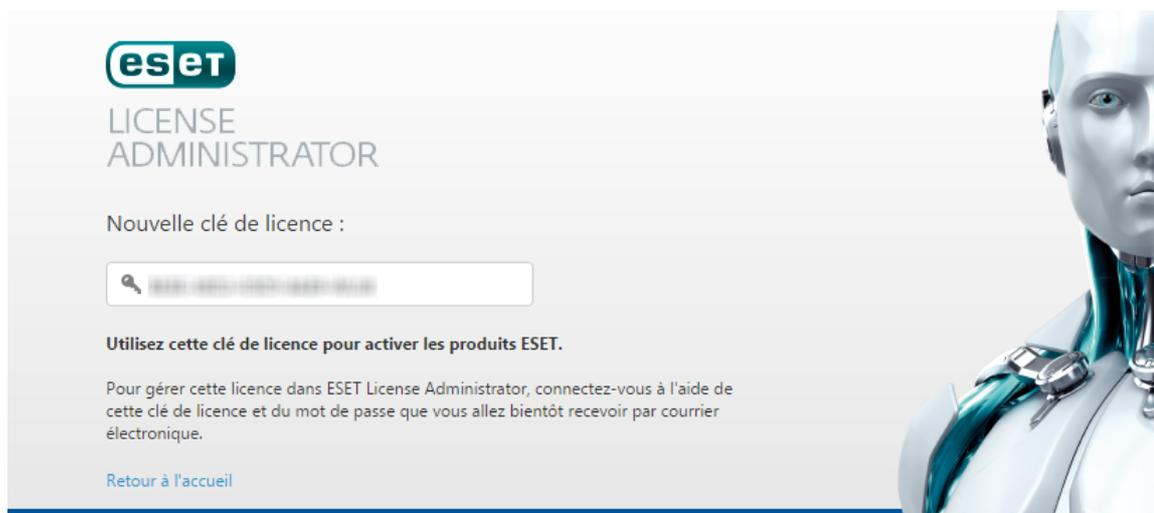 eset
LICENSE
ADMINISTRATOR
Nouvelle clé de licence :
Utilisez cette clé de licence pour activer les produits ESET.
Pour gérer cette licence dans ESET License Administrator, connectez-vous à l'aide de
cette clé de licence et du mot de passe que vous allez bientôt recevoir par courrier
électronique.
Retour à l'accueil